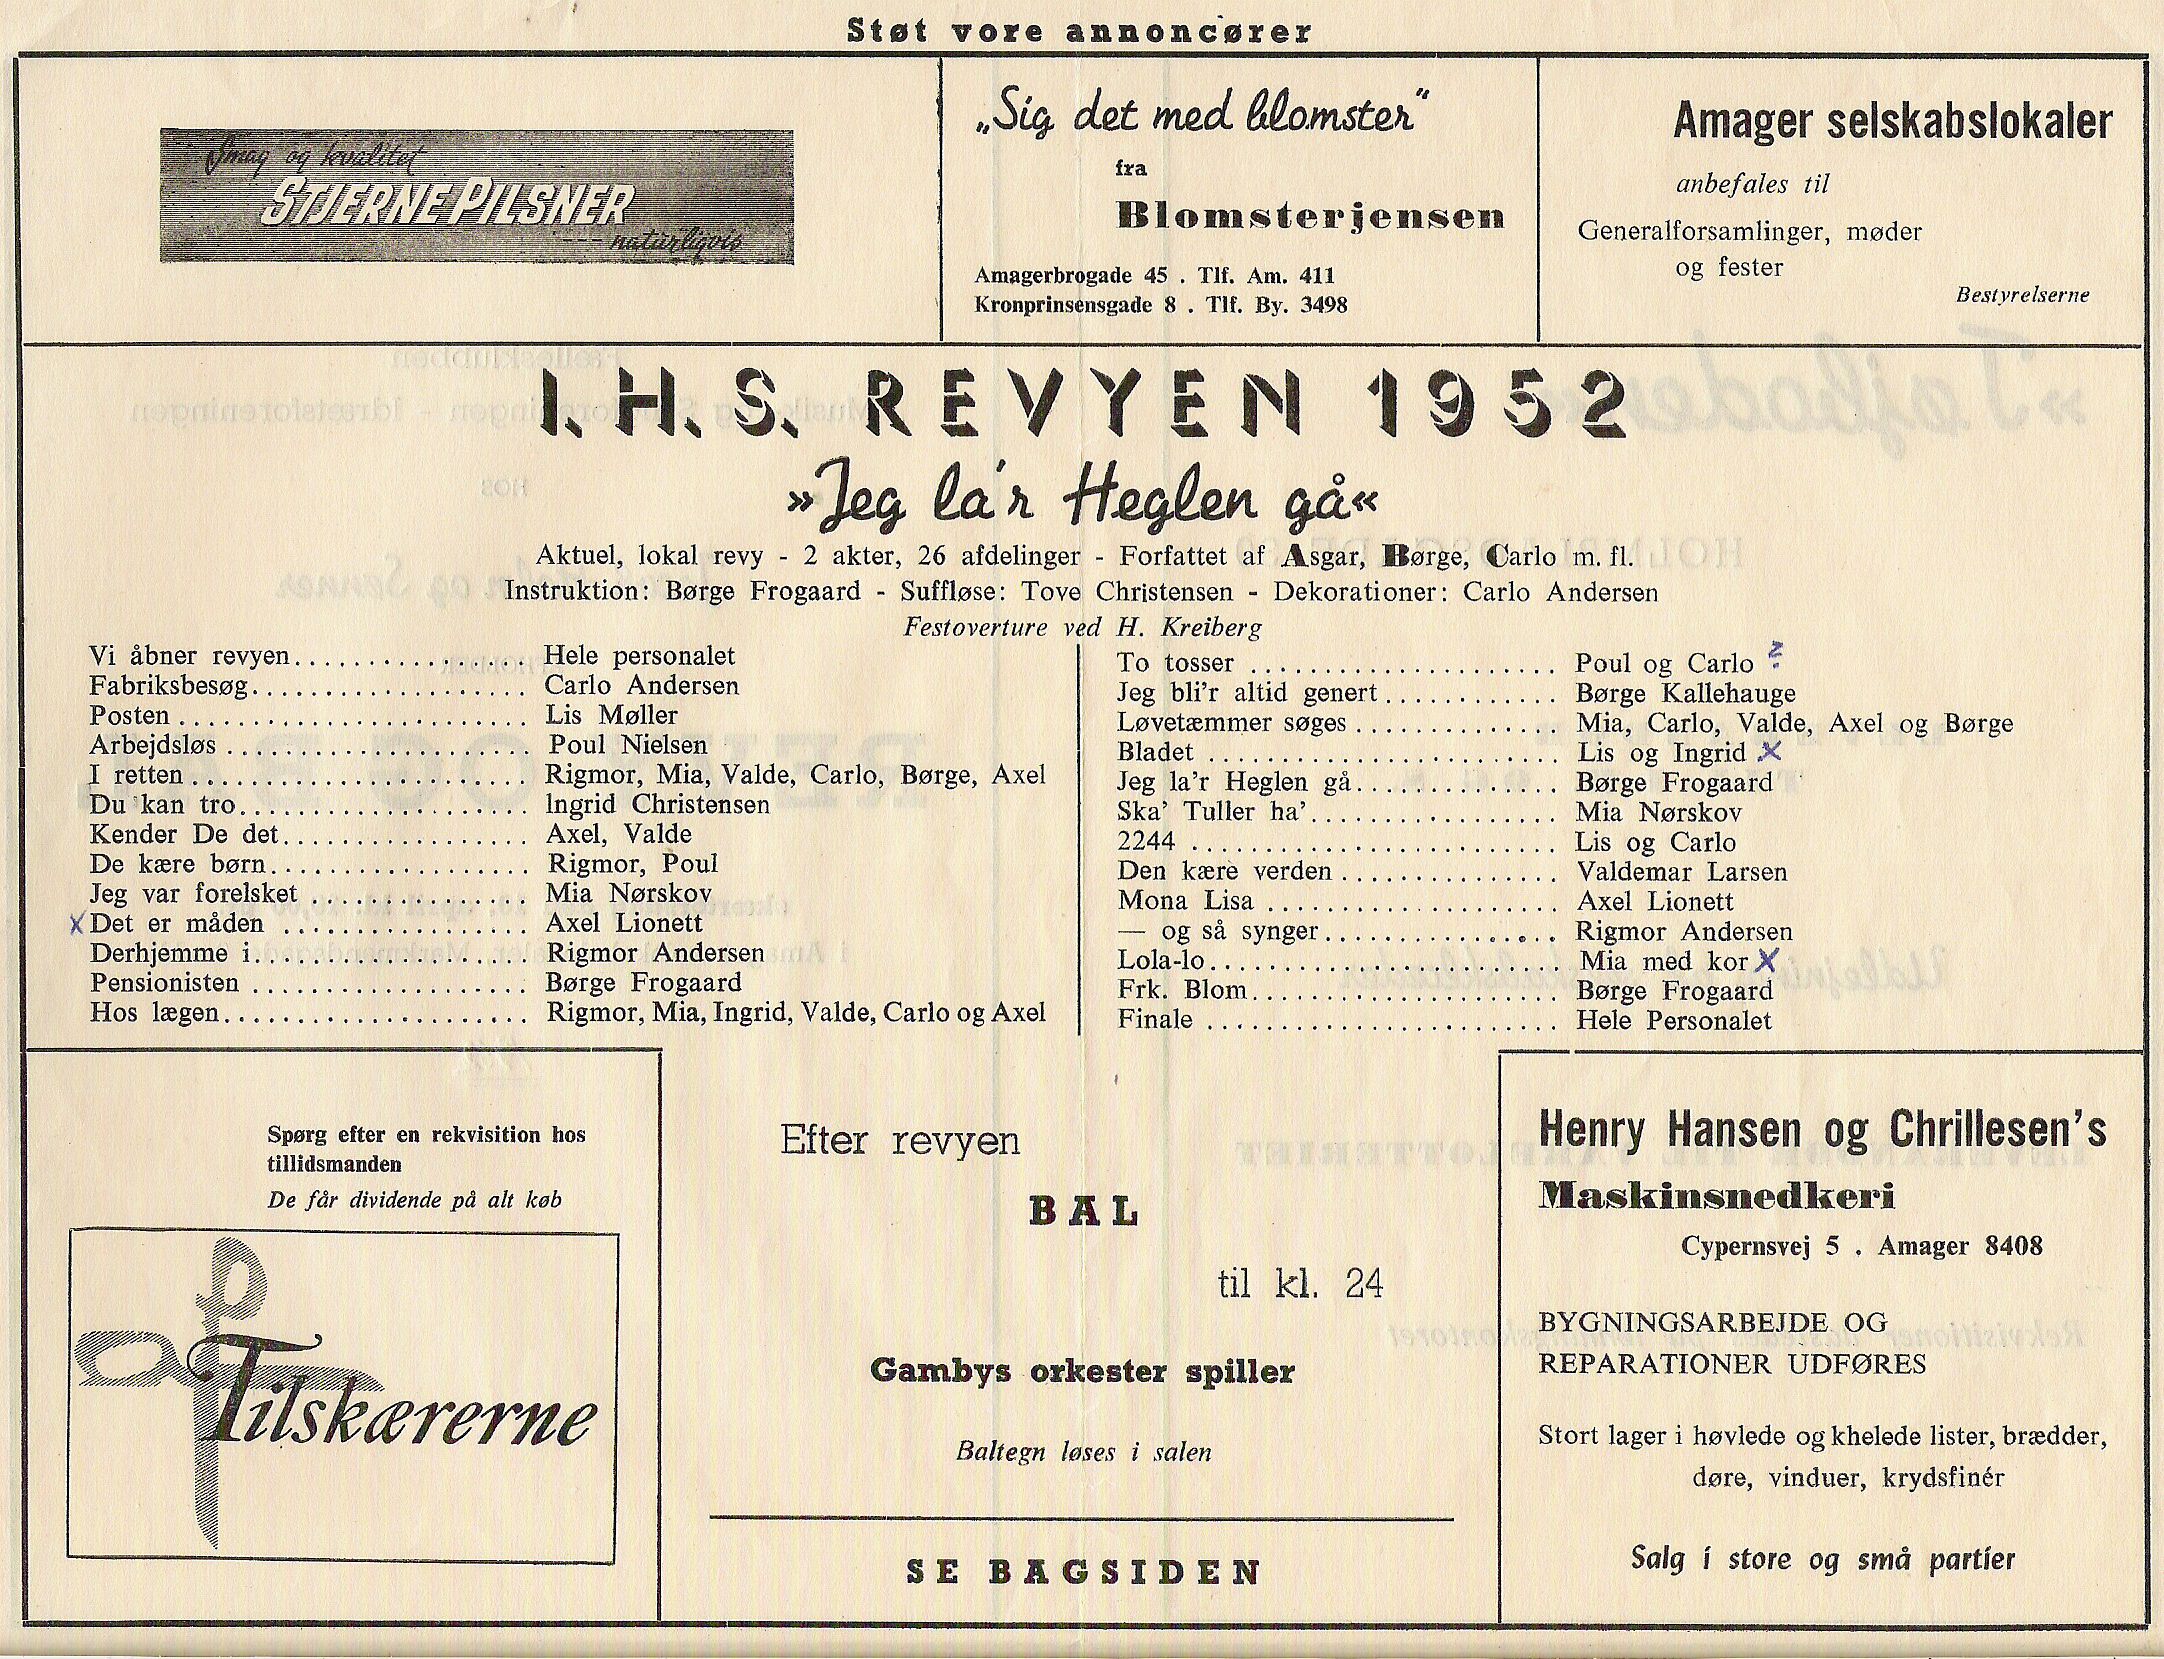 Støt vore annoncører
Smag og kvalitet
STJERNE PILSNER
--- naturligvis
„Sig det med blomster“
fra
Blomsterjensen
Amagerbrogade 45 . Tlf. Am. 411
Kronprinsensgade 8 . Tlf. By. 3498
Amager selskabslokaler
anbefales til
Generalforsamlinger, møder
og fester
Bestyrelserne
I. H. S. REVYEN 1952
»Jeg la'r Heglen gå«
Aktuel, lokal revy - 2 akter, 26 afdelinger - Forfattet af Asgar, Børge, Carlo m. fl.
Instruktion: Børge Frogaard - Suffløse: Tove Christensen - Dekorationer: Carlo Andersen
Festoverture ved H. Kreiberg
Vi åbner revyen................ Hele personalet
Fabriksbesøg................... Carlo Andersen
Posten ........................ Lis Møller
Arbejdsløs ..................... Poul Nielsen
I retten ....................... Rigmor, Mia, Valde, Carlo, Børge, Axel
Du kan tro.................... Ingrid Christensen
Kender De det................. Axel, Valde
De kære børn.................. Rigmor, Poul
Jeg var forelsket ................ Mia Nørskov
x Det er måden ................. Axel Lionett
Derhjemme i................... Rigmor Andersen
Pensionisten ................... Børge Frogaard
Hos lægen..................... Rigmor, Mia, Ingrid, Valde, Carlo og Axel
To tosser ..................... Poul og Carlo ?
Jeg bli'r altid genert............ Børge Kallehauge
Løvetæmmer søges .............. Mia, Carlo, Valde, Axel og Børge
Bladet ........................ Lis og Ingrid x
Jeg la'r Heglen gå.............. Børge Frogaard
Ska' Tuller ha'................. Mia Nørskov
2244 ......................... Lis og Carlo
Den kære verden ............... Valdemar Larsen
Mona Lisa .................... Axel Lionett
— og så synger................ Rigmor Andersen
Lola-lo........................ Mia med kor x
Frk. Blom..................... Børge Frogaard
Finale ........................ Hele Personalet
Spørg efter en rekvisition hos
tillidsmanden
De får dividende på alt køb
Tilskærerne
Efter revyen
BAL
til kl. 24
Gambys orkester spiller
Baltegn løses i salen
SE BAGSIDEN
Henry Hansen og Chrillesen's
Maskinsnedkeri
Cypernsvej 5 . Amager 8408
BYGNINGSARBEJDE OG
REPARATIONER UDFØRES
Stort lager i høvlede og khelede lister, brædder,
døre, vinduer, krydsfinér
Salg i store og små partier